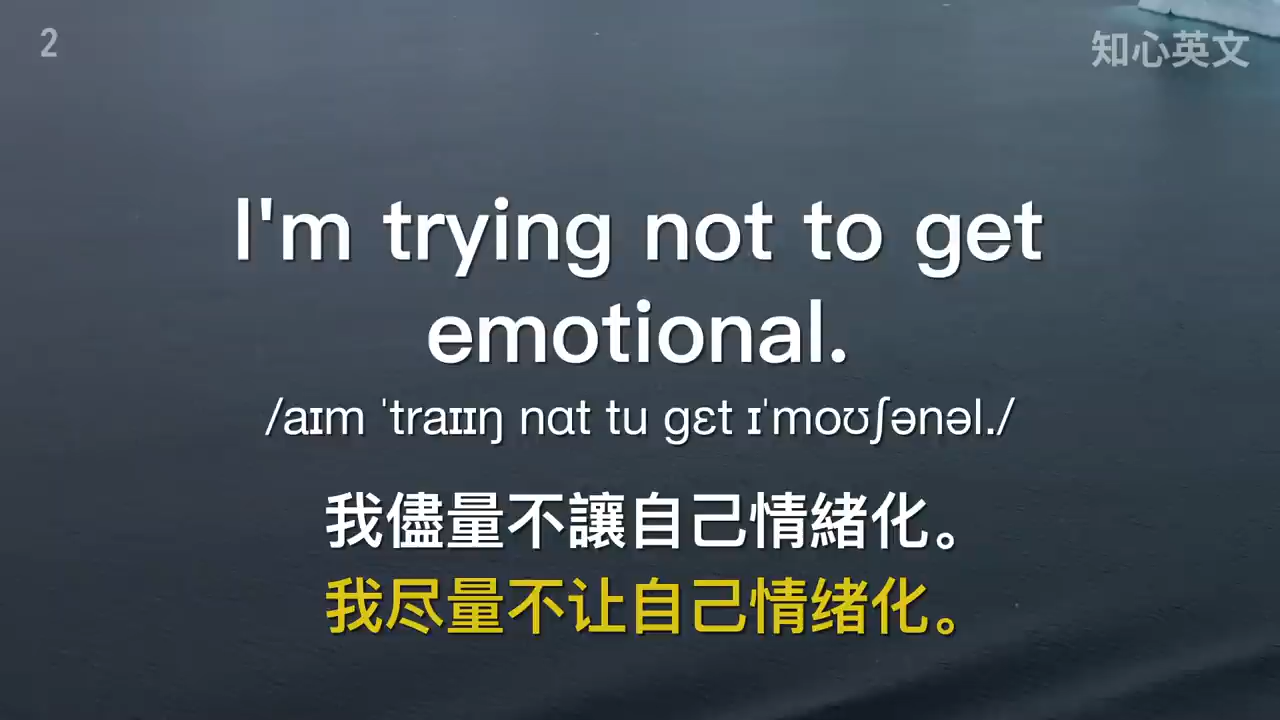 2
知心英文
I'm trying not to get
emotional.
/aɪm ˈtraɪɪŋ nɑt tu gɛt ɪˈmoʊʃənəl./
我儘量不讓自己情緒化。
我尽量不让自己情绪化。